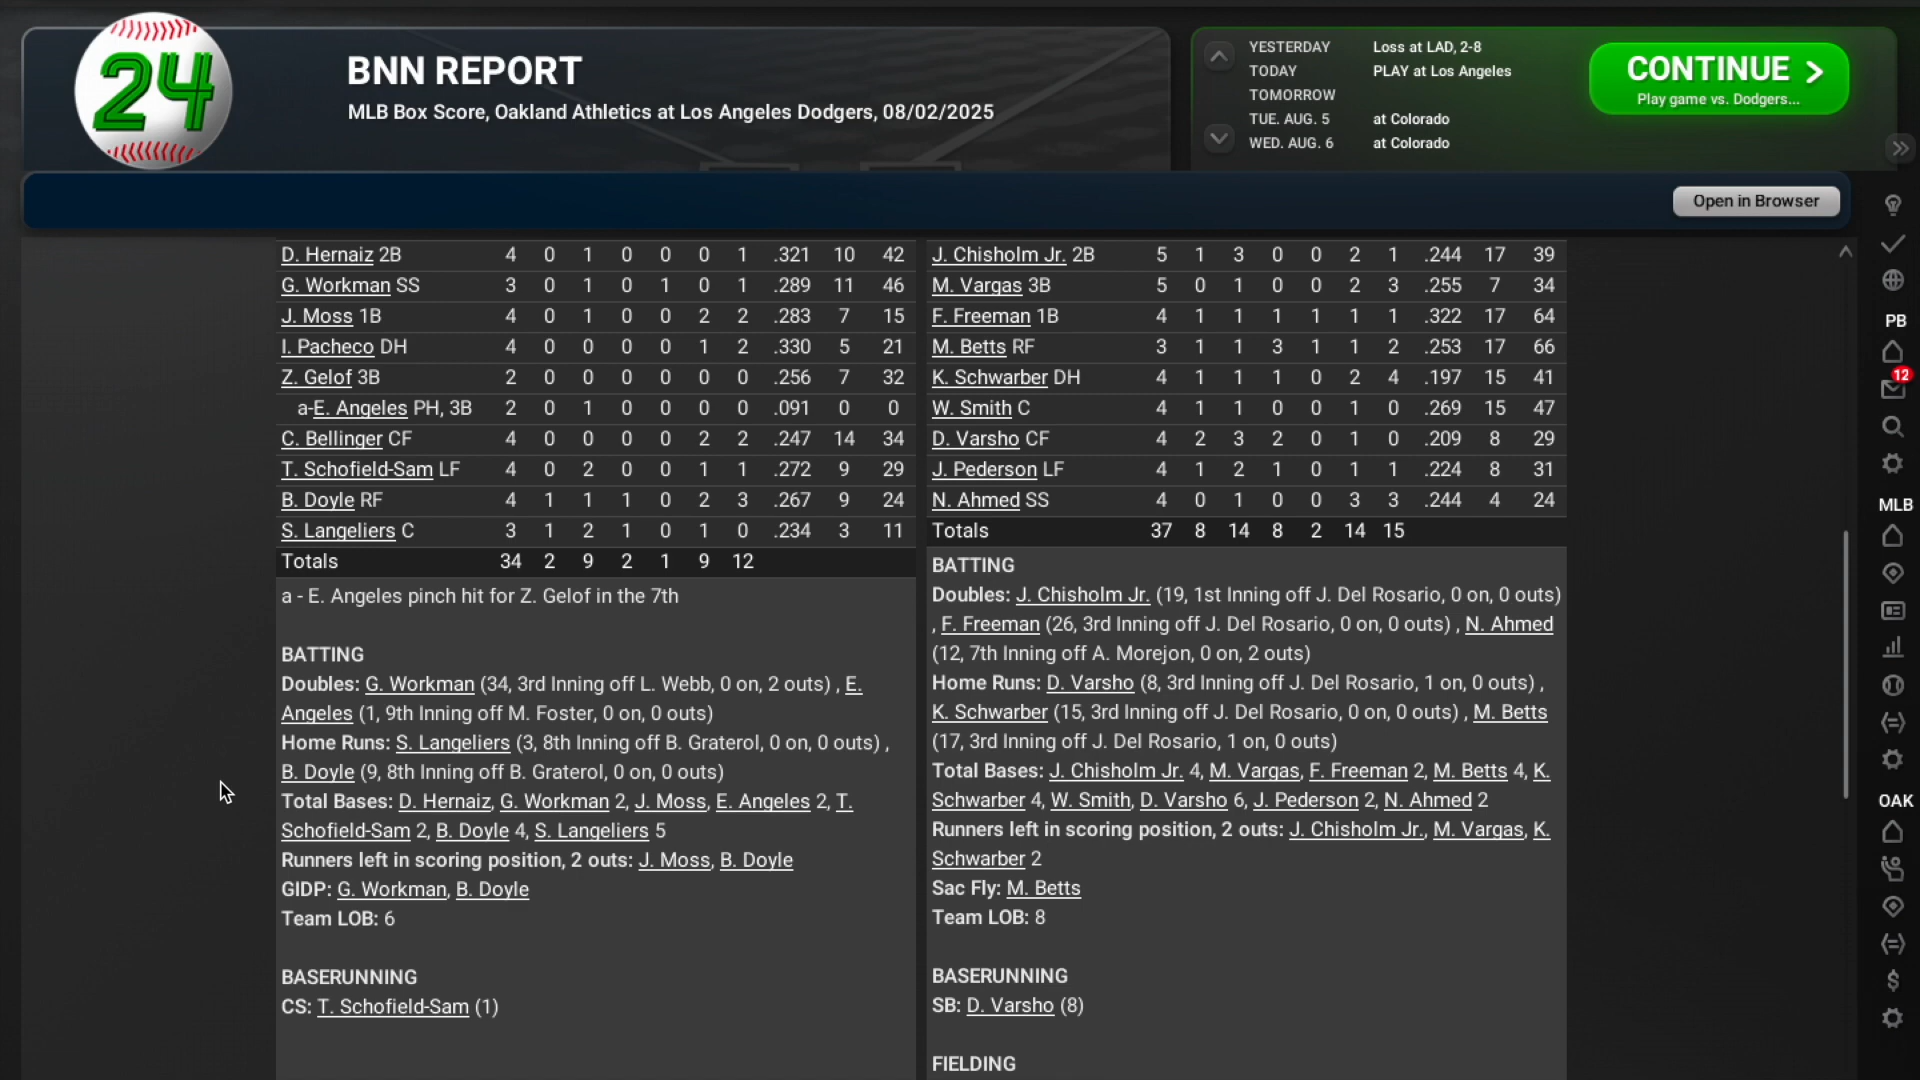 24
BNN REPORT
MLB Box Score, Oakland Athletics at Los Angeles Dodgers, 08/02/2025
YESTERDAY Loss at LAD, 2-8
TODAY PLAY at Los Angeles
TOMORROW
TUE. AUG. 5 at Colorado
WED. AUG. 6 at Colorado
CONTINUE
Play game vs. Dodgers...
Open in Browser
D. Hernaiz 2B 4 0 1 0 0 0 1 .321 10 42
G. Workman SS 3 0 1 0 1 0 1 .289 11 46
J. Moss 1B 4 0 1 0 0 2 2 .283 7 15
I. Pacheco DH 4 0 0 0 0 1 2 .330 5 21
Z. Gelof 3B 2 0 0 0 0 0 0 .256 7 32
a-E. Angeles PH, 3B 2 0 1 0 0 0 0 .091 0 0
C. Bellinger CF 4 0 0 0 0 2 2 .247 14 34
T. Schofield-Sam LF 4 0 2 0 0 1 1 .272 9 29
B. Doyle RF 4 1 1 1 0 2 3 .267 9 24
S. Langeliers C 3 1 2 1 0 1 0 .234 3 11
Totals 34 2 9 2 1 9 12
a - E. Angeles pinch hit for Z. Gelof in the 7th
BATTING
Doubles: G. Workman (34, 3rd Inning off L. Webb, 0 on, 2 outs) , E.
Angeles (1, 9th Inning off M. Foster, 0 on, 0 outs)
Home Runs: S. Langeliers (3, 8th Inning off B. Graterol, 0 on, 0 outs) ,
B. Doyle (9, 8th Inning off B. Graterol, 0 on, 0 outs)
Total Bases: D. Hernaiz, G. Workman 2, J. Moss, E. Angeles 2, T.
Schofield-Sam 2, B. Doyle 4, S. Langeliers 5
Runners left in scoring position, 2 outs: J. Moss, B. Doyle
GIDP: G. Workman, B. Doyle
Team LOB: 6
BASERUNNING
CS: T. Schofield-Sam (1)
J. Chisholm Jr. 2B 5 1 3 0 0 2 1 .244 17 39
M. Vargas 3B 5 0 1 0 0 2 3 .255 7 34
F. Freeman 1B 4 1 1 1 1 1 1 .322 17 64
M. Betts RF 3 1 1 3 1 1 2 .253 17 66
K. Schwarber DH 4 1 1 1 0 2 4 .197 15 41
W. Smith C 4 1 1 0 0 1 0 .269 15 47
D. Varsho CF 4 2 3 2 0 1 0 .209 8 29
J. Pederson LF 4 1 2 1 0 1 1 .224 8 31
N. Ahmed SS 4 0 1 0 0 3 3 .244 4 24
Totals 37 8 14 8 2 14 15
BATTING
Doubles: J. Chisholm Jr. (19, 1st Inning off J. Del Rosario, 0 on, 0 outs)
, F. Freeman (26, 3rd Inning off J. Del Rosario, 0 on, 0 outs) , N. Ahmed
(12, 7th Inning off A. Morejon, 0 on, 2 outs)
Home Runs: D. Varsho (8, 3rd Inning off J. Del Rosario, 1 on, 0 outs) ,
K. Schwarber (15, 3rd Inning off J. Del Rosario, 0 on, 0 outs) , M. Betts
(17, 3rd Inning off J. Del Rosario, 1 on, 0 outs)
Total Bases: J. Chisholm Jr. 4, M. Vargas, F. Freeman 2, M. Betts 4, K.
Schwarber 4, W. Smith, D. Varsho 6, J. Pederson 2, N. Ahmed 2
Runners left in scoring position, 2 outs: J. Chisholm Jr., M. Vargas, K.
Schwarber 2
Sac Fly: M. Betts
Team LOB: 8
BASERUNNING
SB: D. Varsho (8)
FIELDING
PB
12
MLB
OAK